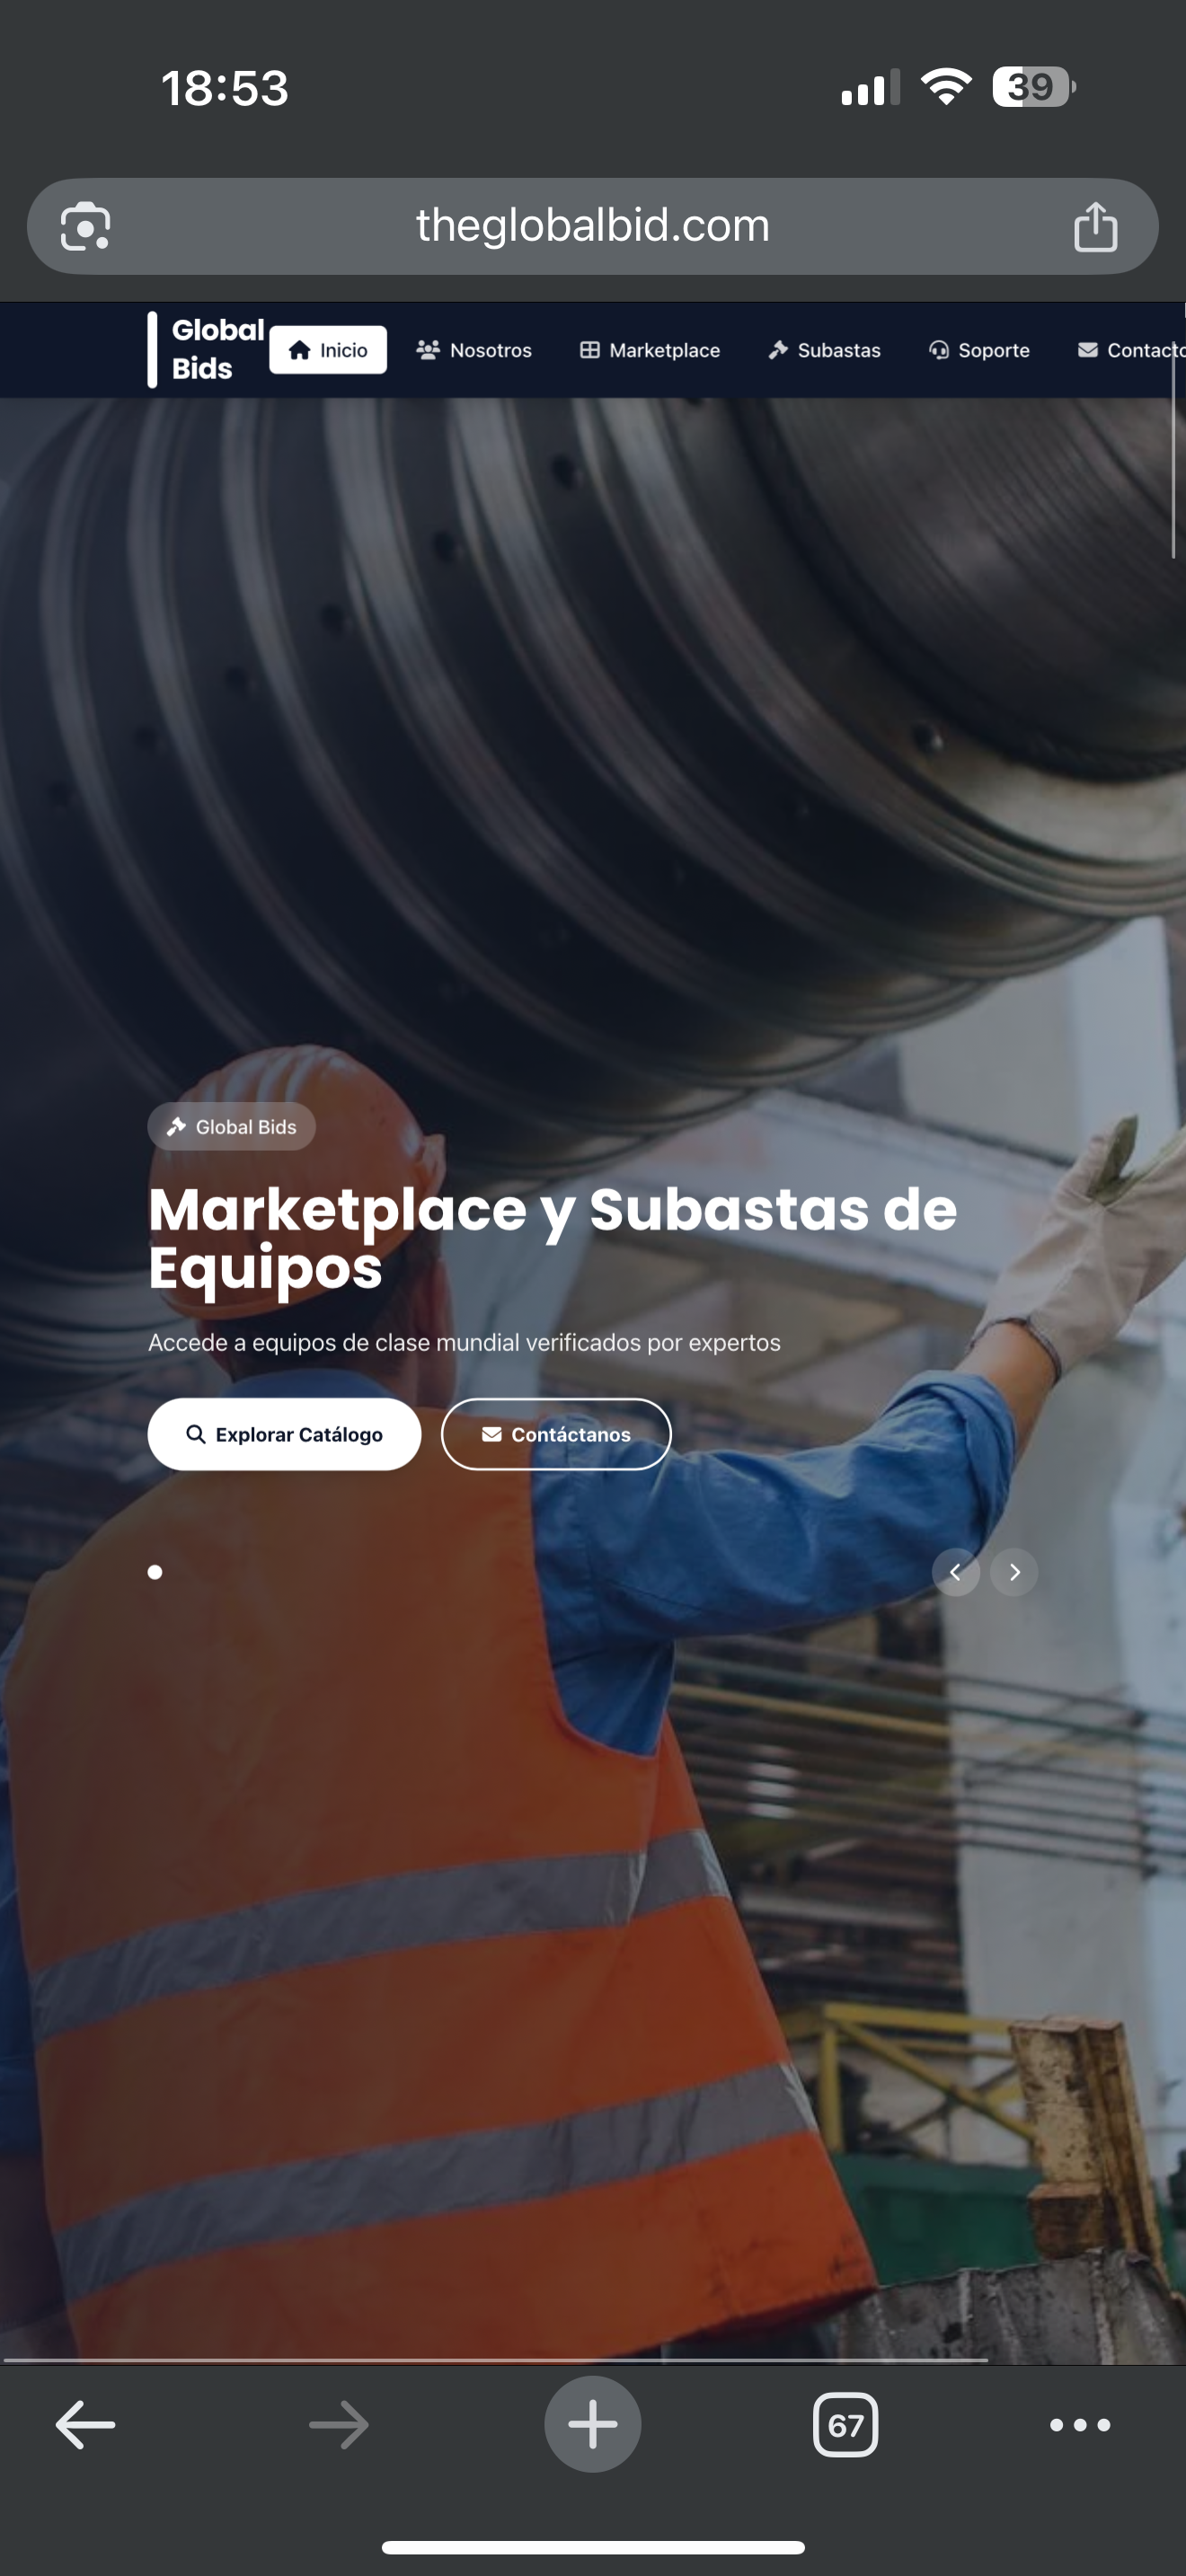 18:53
39
theglobalbid.com
Global
Bids
Inicio
Nosotros
Marketplace
Subastas
Soporte
Contacto
Global Bids
Marketplace y Subastas de
Equipos
Accede a equipos de clase mundial verificados por expertos
Explorar Catálogo
Contáctanos
67